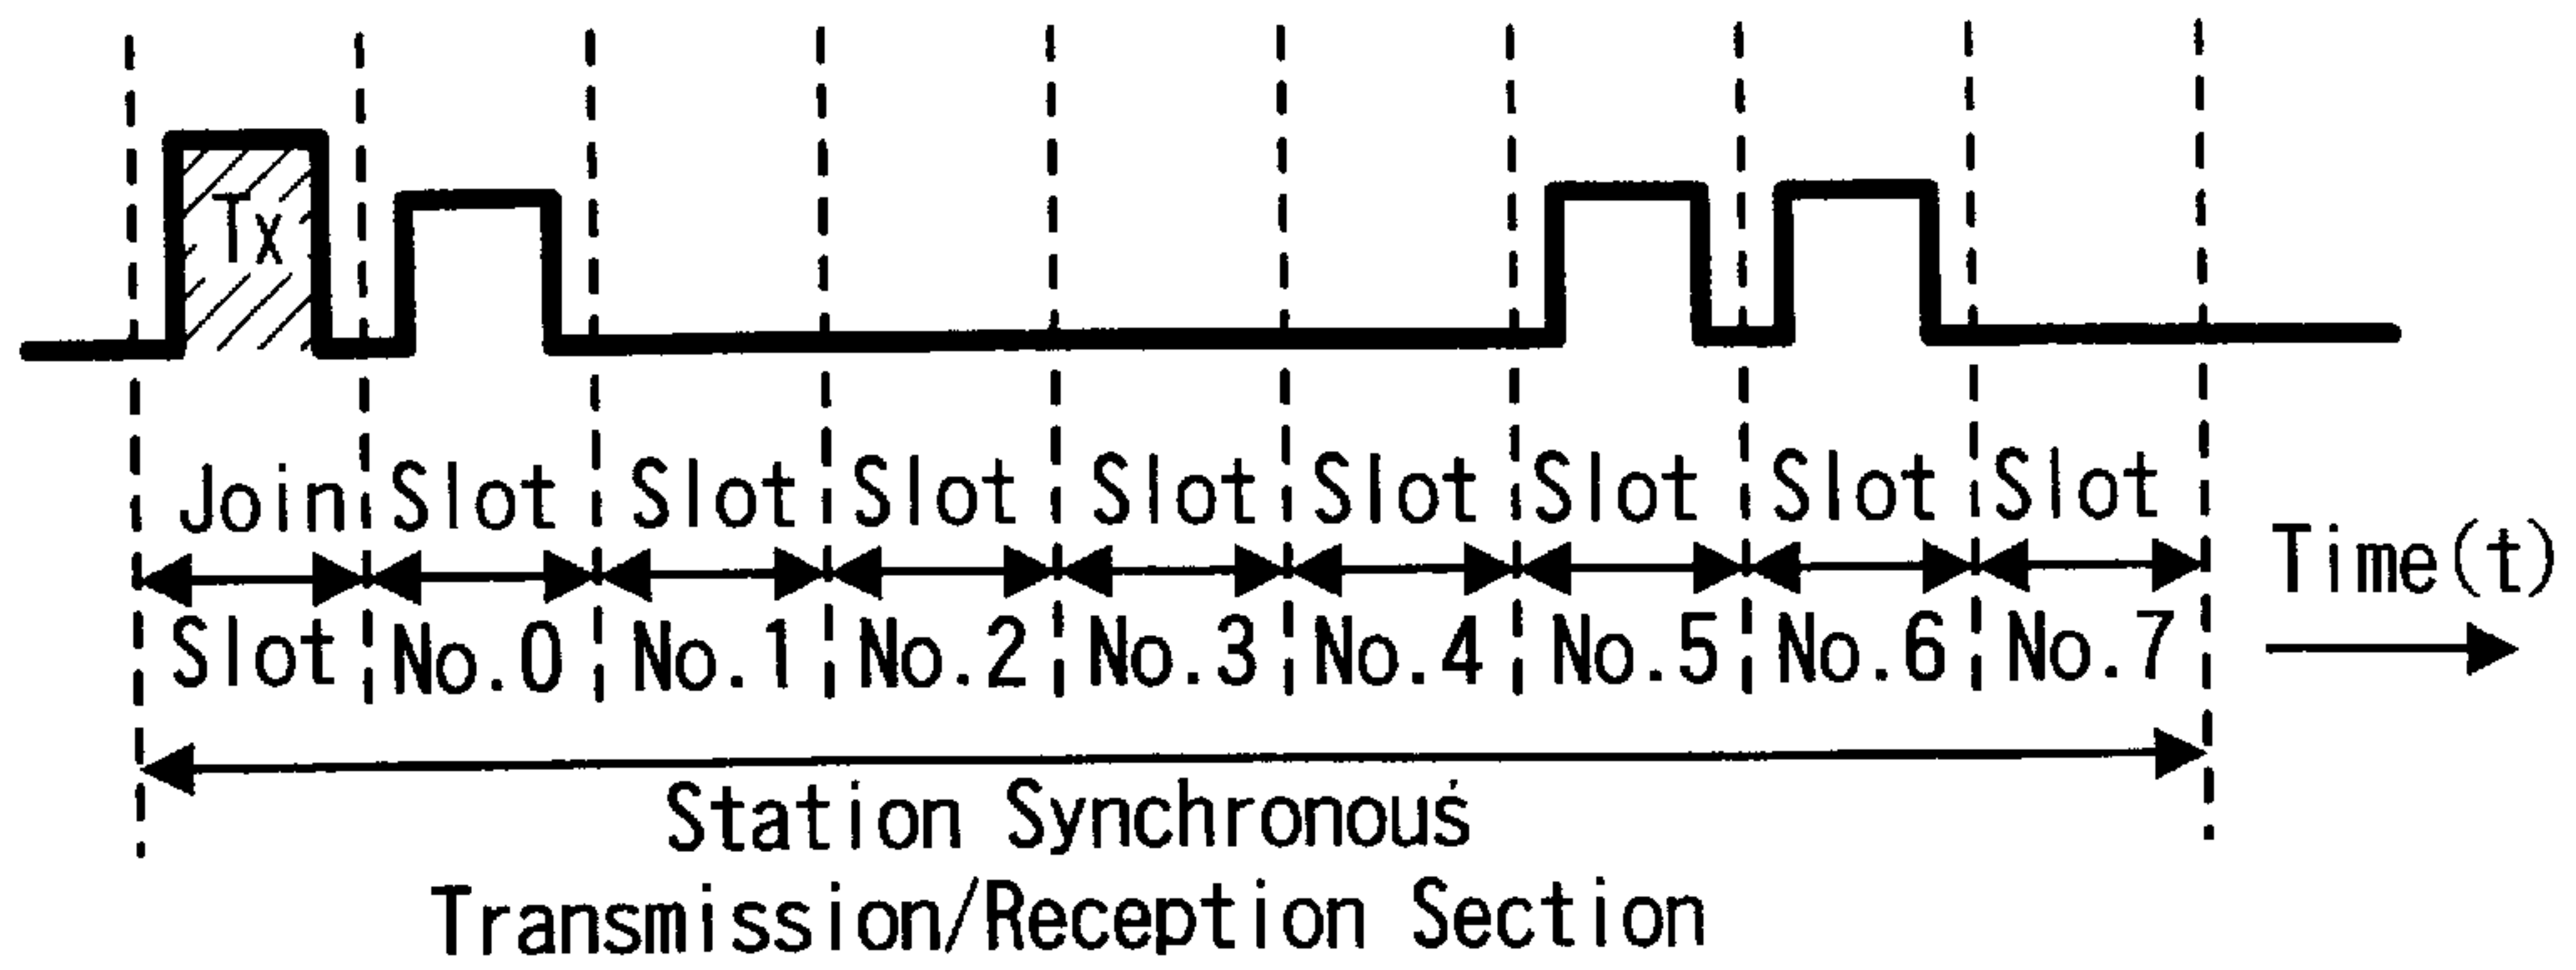 Tx
Join Slot Slot Slot Slot Slot Slot Slot Slot
Slot No.0 No.1 No.2 No.3 No.4 No.5 No.6 No.7
Time(t)
Station Synchronous
Transmission/Reception Section